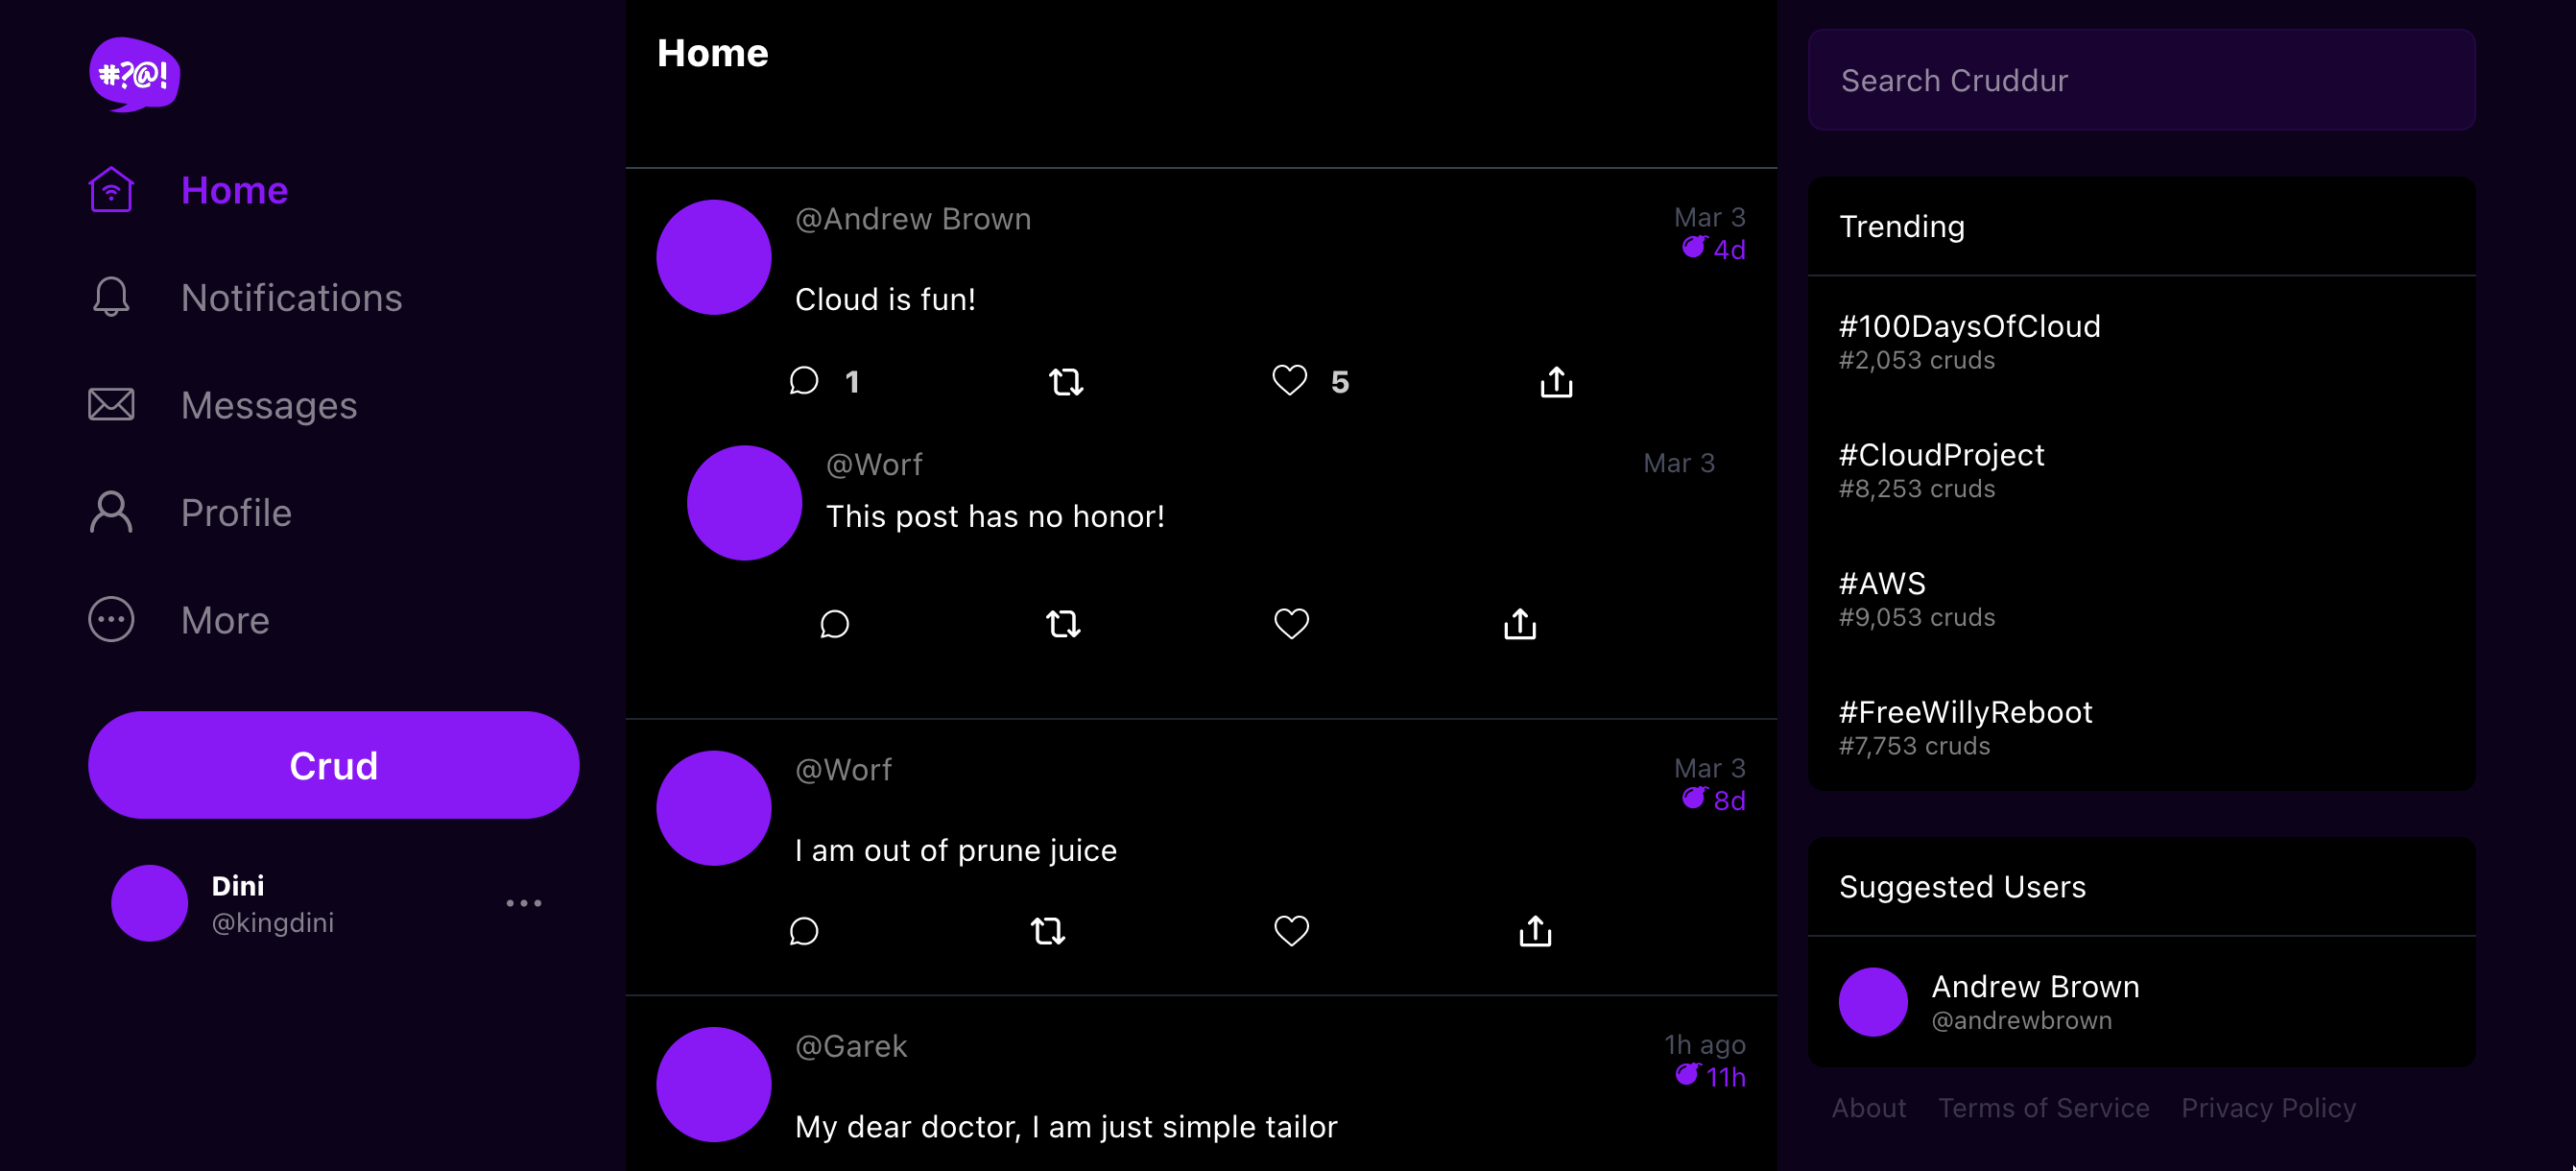 #?@!
Home
Notifications
Messages
Profile
More
Crud
Dini
@kingdini
Home
@Andrew Brown
Mar 3
4d
Cloud is fun!
1
5
@Worf
Mar 3
This post has no honor!
@Worf
Mar 3
8d
I am out of prune juice
@Garek
1h ago
11h
My dear doctor, I am just simple tailor
Search Cruddur
Trending
#100DaysOfCloud
#2,053 cruds
#CloudProject
#8,253 cruds
#AWS
#9,053 cruds
#FreeWillyReboot
#7,753 cruds
Suggested Users
Andrew Brown
@andrewbrown
About Terms of Service Privacy Policy